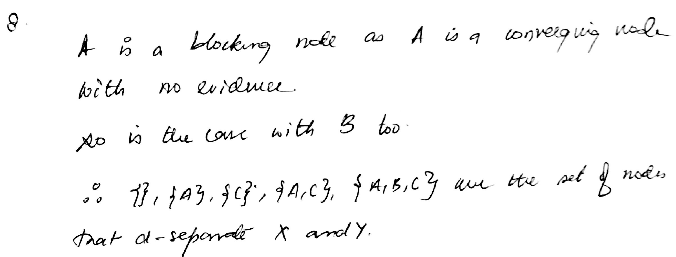 8.
A is a blocking node as A is a converging node
with no evidence.
so is the case with B too.
∴ {}, {A}, {C}, {A,C}, {A,B,C} are the set of nodes
that d-separate X and Y.